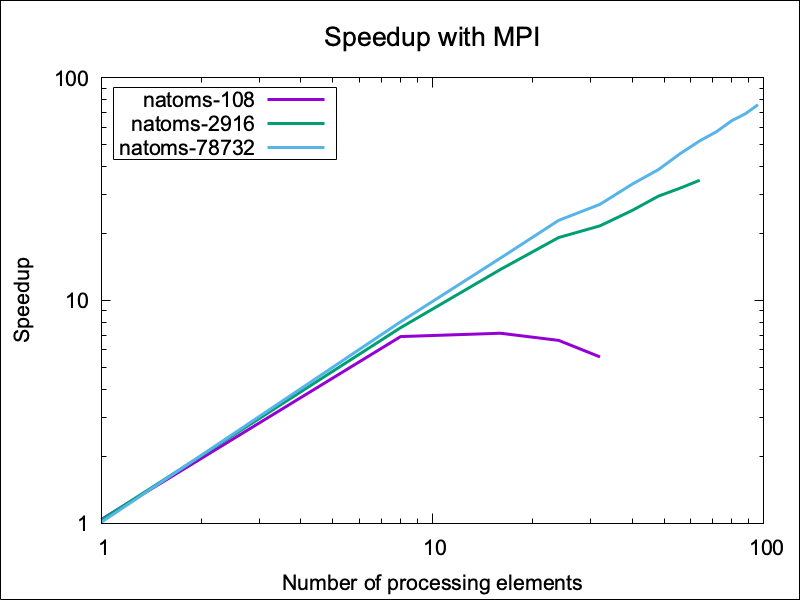 Speedup with MPI
100
10
1
natoms-108
natoms-2916
natoms-78732
Speedup
1 10 100
Number of processing elements